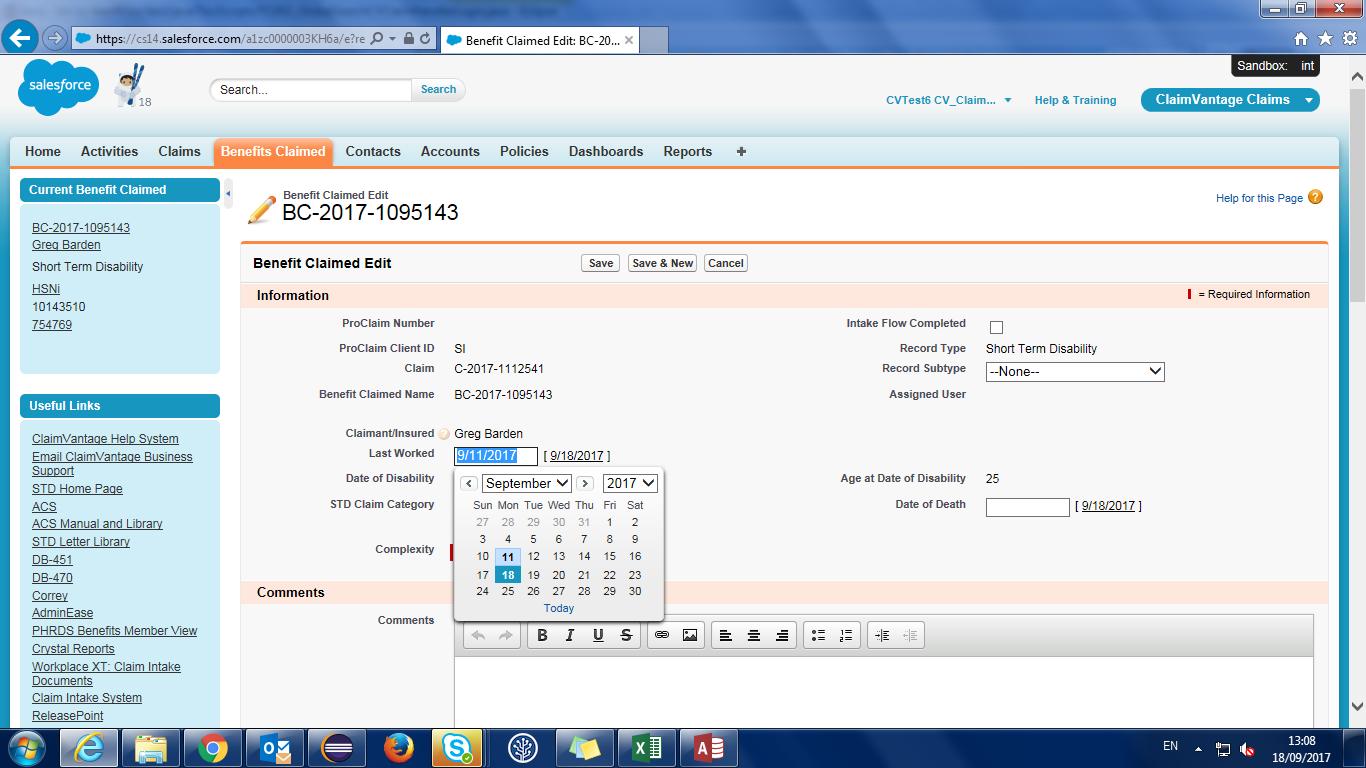 https://cs14.salesforce.com/a1zc0000003KH6a/e?re
Benefit Claimed Edit: BC-20...
Sandbox: int
salesforce
18
Search...
Search
CVTest6 CV_Claim...
Help & Training
ClaimVantage Claims
Home Activities Claims Benefits Claimed Contacts Accounts Policies Dashboards Reports +
Current Benefit Claimed
BC-2017-1095143
Greg Barden
Short Term Disability
HSNi
10143510
754769
Useful Links
ClaimVantage Help System
Email ClaimVantage Business
Support
STD Home Page
ACS
ACS Manual and Library
STD Letter Library
DB-451
DB-470
Correy
AdminEase
PHRDS Benefits Member View
Crystal Reports
Workplace XT: Claim Intake
Documents
Claim Intake System
ReleasePoint
Benefit Claimed Edit
BC-2017-1095143
Help for this Page ?
Benefit Claimed Edit Save Save & New Cancel
Information
= Required Information
ProClaim Number
Intake Flow Completed
ProClaim Client ID SI
Record Type Short Term Disability
Claim C-2017-1112541
Record Subtype --None--
Benefit Claimed Name BC-2017-1095143
Assigned User
Claimant/Insured ? Greg Barden
Last Worked 9/11/2017 [ 9/18/2017 ]
Date of Disability
Age at Date of Disability 25
STD Claim Category
Date of Death [ 9/18/2017 ]
Complexity
< September > 2017
Sun Mon Tue Wed Thu Fri Sat
27 28 29 30 31 1 2
3 4 5 6 7 8 9
10 11 12 13 14 15 16
17 18 19 20 21 22 23
24 25 26 27 28 29 30
Today
Comments
Comments
B I U S
EN
13:08
18/09/2017